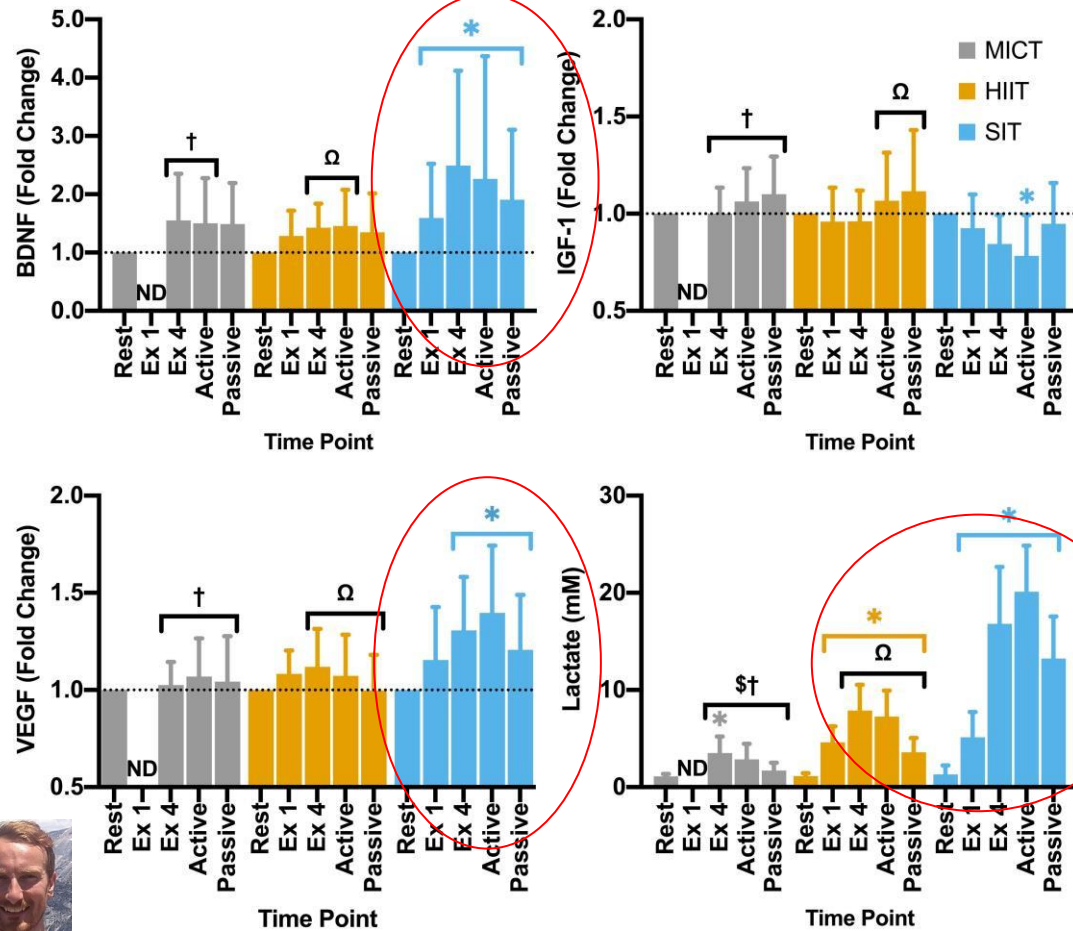 BDNF (Fold Change)
5.0
4.0
3.0
2.0
1.0
0.0
†
Ω
*
ND
Rest
Ex 1
Ex 4
Active
Passive
Rest
Ex 1
Ex 4
Active
Passive
Rest
Ex 1
Ex 4
Active
Passive
Time Point
IGF-1 (Fold Change)
2.0
1.5
1.0
0.5
MICT
HIIT
SIT
†
Ω
*
ND
Rest
Ex 1
Ex 4
Active
Passive
Rest
Ex 1
Ex 4
Active
Passive
Rest
Ex 1
Ex 4
Active
Passive
Time Point
VEGF (Fold Change)
2.0
1.5
1.0
0.5
†
Ω
*
ND
Rest
Ex 1
Ex 4
Active
Passive
Rest
Ex 1
Ex 4
Active
Passive
Rest
Ex 1
Ex 4
Active
Passive
Time Point
Lactate (mM)
30
20
10
0
$†
*
*
Ω
*
ND
Rest
Ex 1
Ex 4
Active
Passive
Rest
Ex 1
Ex 4
Active
Passive
Rest
Ex 1
Ex 4
Active
Passive
Time Point